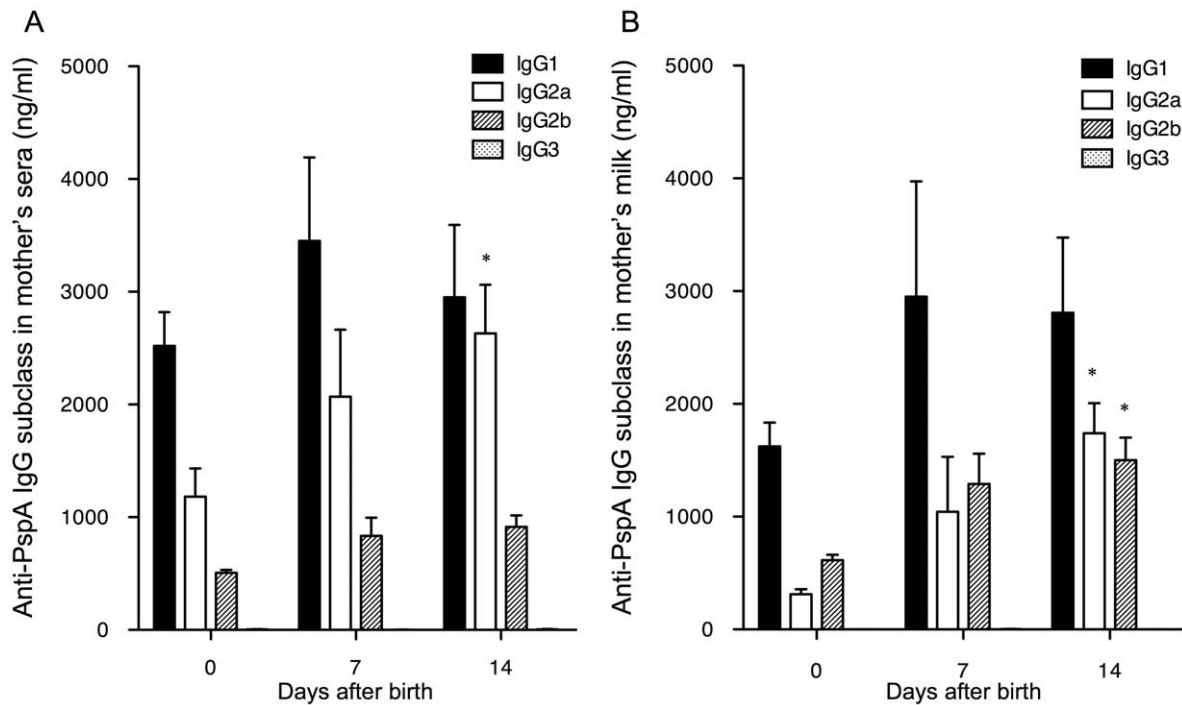 A
Anti-PspA IgG subclass in mother's sera (ng/ml)
5000
4000
3000
2000
1000
0
IgG1
IgG2a
IgG2b
IgG3
*
0 7 14
Days after birth
B
Anti-PspA IgG subclass in mother's milk (ng/ml)
5000
4000
3000
2000
1000
0
IgG1
IgG2a
IgG2b
IgG3
*
*
0 7 14
Days after birth